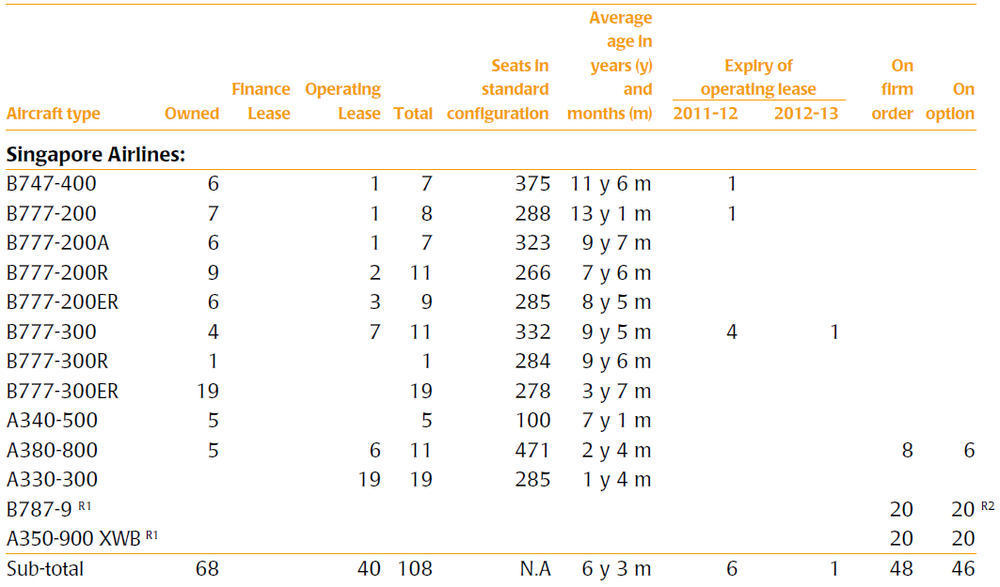 Average
age in
Seats in years (y) Expiry of On
Finance Operating standard and operating lease firm On
Aircraft type Owned Lease Lease Total configuration months (m) 2011-12 2012-13 order option
Singapore Airlines:
B747-400 6 1 7 375 11 y 6 m 1
B777-200 7 1 8 288 13 y 1 m 1
B777-200A 6 1 7 323 9 y 7 m
B777-200R 9 2 11 266 7 y 6 m
B777-200ER 6 3 9 285 8 y 5 m
B777-300 4 7 11 332 9 y 5 m 4 1
B777-300R 1 1 284 9 y 6 m
B777-300ER 19 19 278 3 y 7 m
A340-500 5 5 100 7 y 1 m
A380-800 5 6 11 471 2 y 4 m 8 6
A330-300 19 19 285 1 y 4 m
B787-9 R1 20 20 R2
A350-900 XWB R1 20 20
Sub-total 68 40 108 N.A 6 y 3 m 6 1 48 46